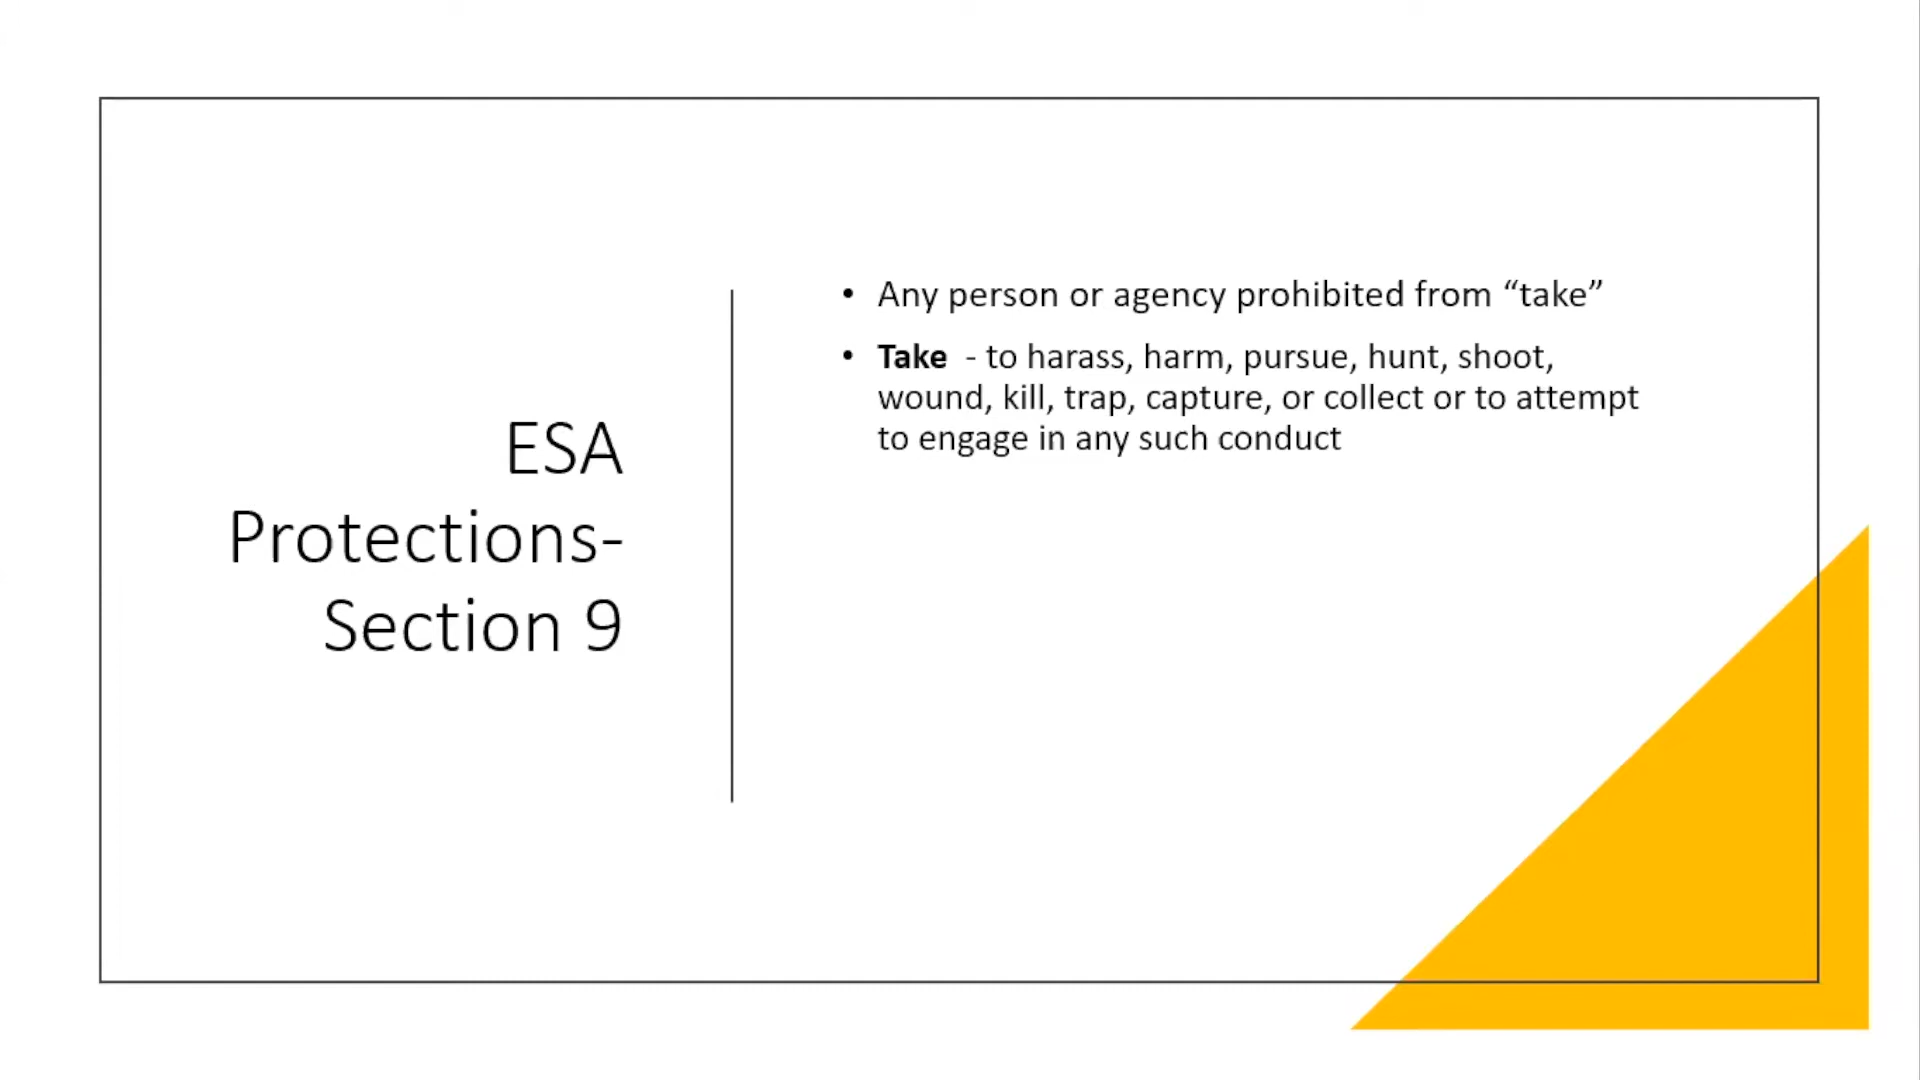 ESA
Protections-
Section 9
• Any person or agency prohibited from “take”
• Take - to harass, harm, pursue, hunt, shoot,
wound, kill, trap, capture, or collect or to attempt
to engage in any such conduct